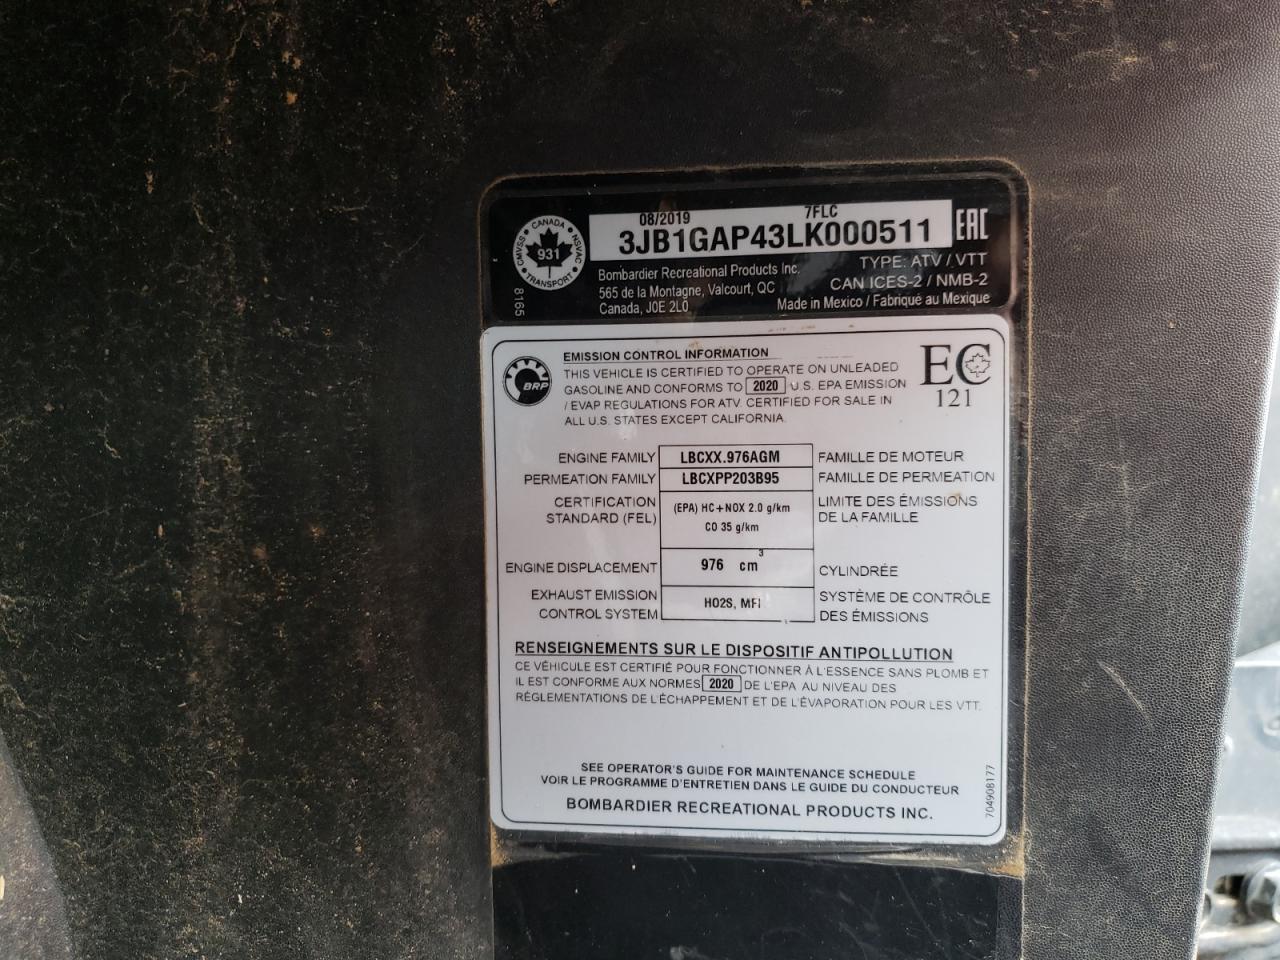 08/2019 7FLC
3JB1GAP43LK000511
EAC
CANADA
CMVSS NSVAC
931
TRANSPORT
8165
Bombardier Recreational Products Inc.
565 de la Montagne, Valcourt, QC
Canada, J0E 2L0
TYPE: ATV / VTT
CAN ICES-2 / NMB-2
Made in Mexico / Fabriqué au Mexique
BRP
EMISSION CONTROL INFORMATION
THIS VEHICLE IS CERTIFIED TO OPERATE ON UNLEADED
GASOLINE AND CONFORMS TO 2020 U.S. EPA EMISSION
/ EVAP REGULATIONS FOR ATV. CERTIFIED FOR SALE IN
ALL U.S. STATES EXCEPT CALIFORNIA.
EC
121
ENGINE FAMILY LBCXX.976AGM FAMILLE DE MOTEUR
PERMEATION FAMILY LBCXPP203B95 FAMILLE DE PERMEATION
CERTIFICATION (EPA) HC+NOX 2.0 g/km LIMITE DES ÉMISSIONS
STANDARD (FEL) CO 35 g/km DE LA FAMILLE
ENGINE DISPLACEMENT 976 cm³ CYLINDRÉE
EXHAUST EMISSION HO2S, MFI SYSTÈME DE CONTRÔLE
CONTROL SYSTEM DES ÉMISSIONS
RENSEIGNEMENTS SUR LE DISPOSITIF ANTIPOLLUTION
CE VÉHICULE EST CERTIFIÉ POUR FONCTIONNER À L'ESSENCE SANS PLOMB ET
IL EST CONFORME AUX NORMES 2020 DE L'EPA AU NIVEAU DES
RÉGLEMENTATIONS DE L'ÉCHAPPEMENT ET DE L'ÉVAPORATION POUR LES VTT.
SEE OPERATOR'S GUIDE FOR MAINTENANCE SCHEDULE
VOIR LE PROGRAMME D'ENTRETIEN DANS LE GUIDE DU CONDUCTEUR
BOMBARDIER RECREATIONAL PRODUCTS INC.
704908177